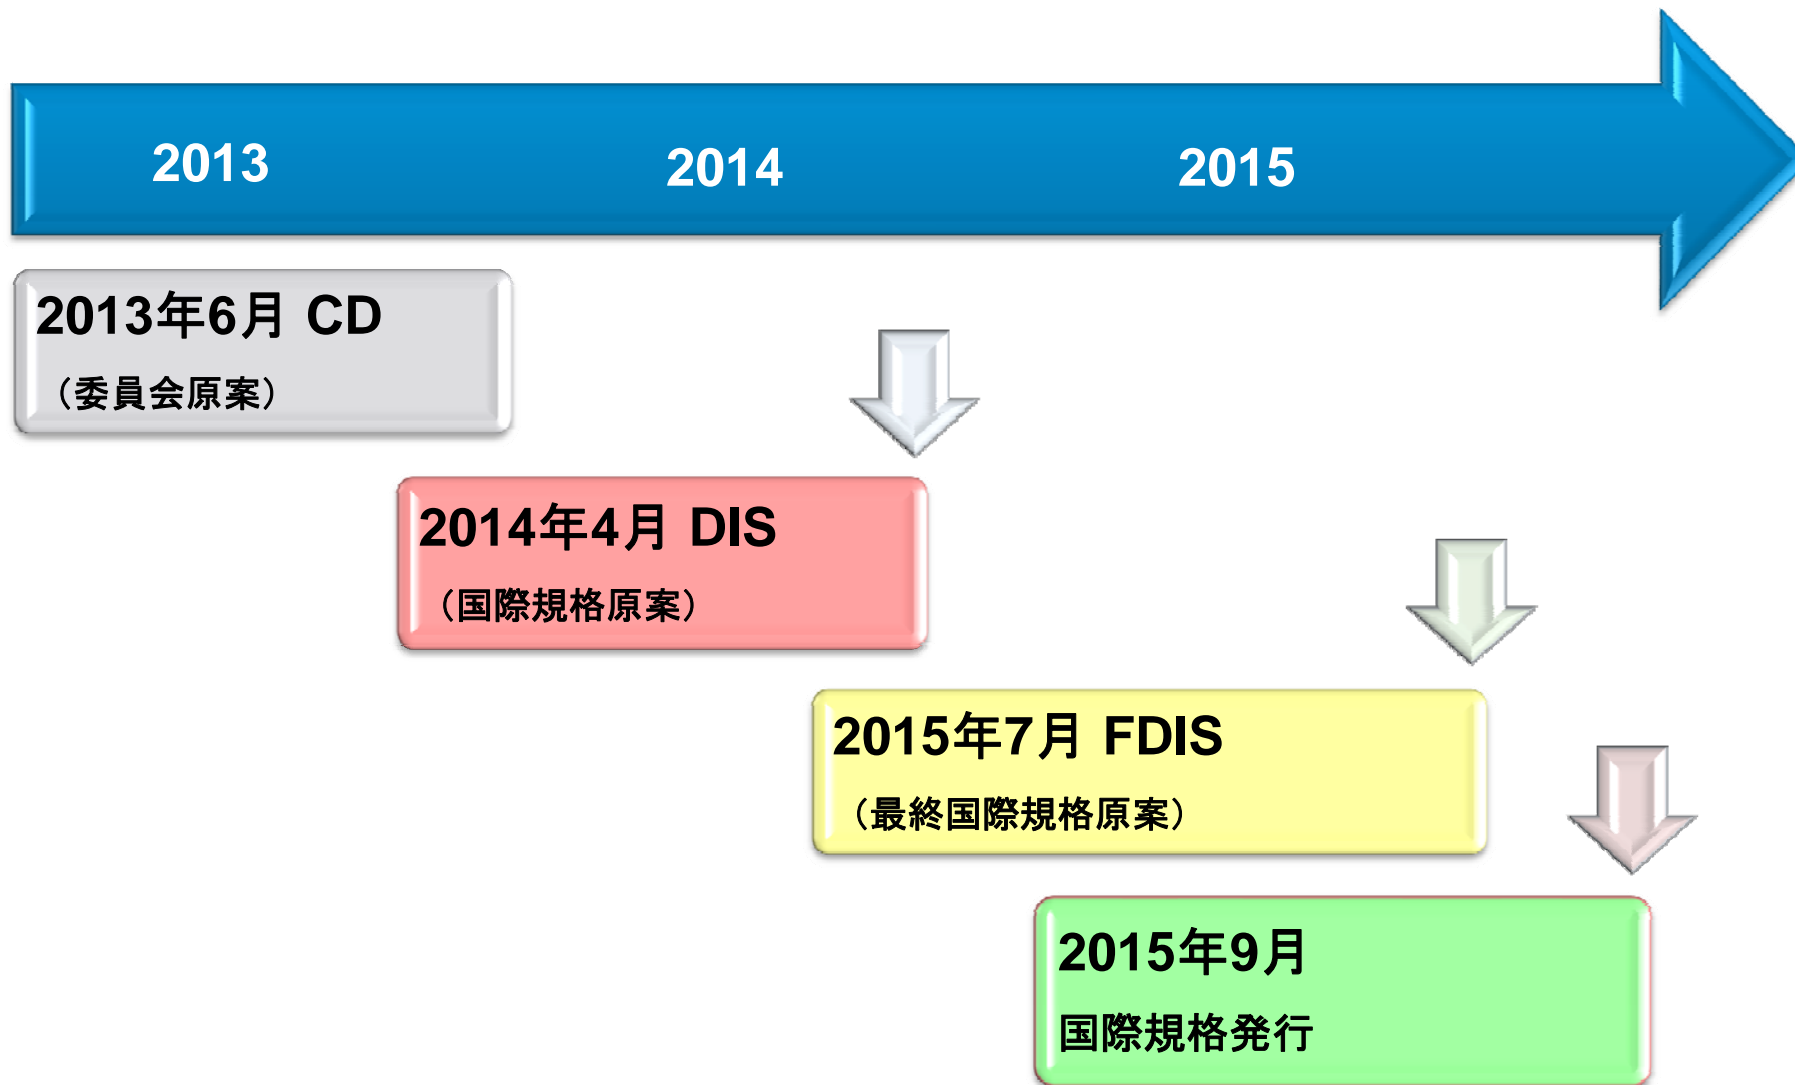 2013 2014 2015
2013年6月 CD
（委員会原案）
2014年4月 DIS
（国際規格原案）
2015年7月 FDIS
（最終国際規格原案）
2015年9月
国際規格発行